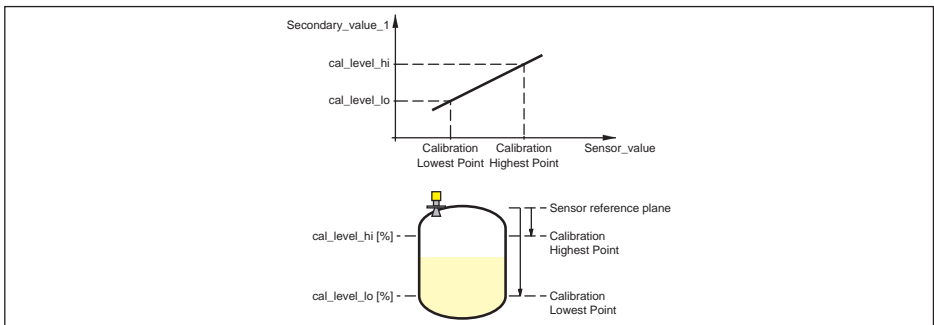 Secondary_value_1
cal_level_hi
cal_level_lo
Calibration
Lowest Point
Calibration
Highest Point
Sensor_value
Sensor reference plane
cal_level_hi [%]
Calibration
Highest Point
cal_level_lo [%]
Calibration
Lowest Point